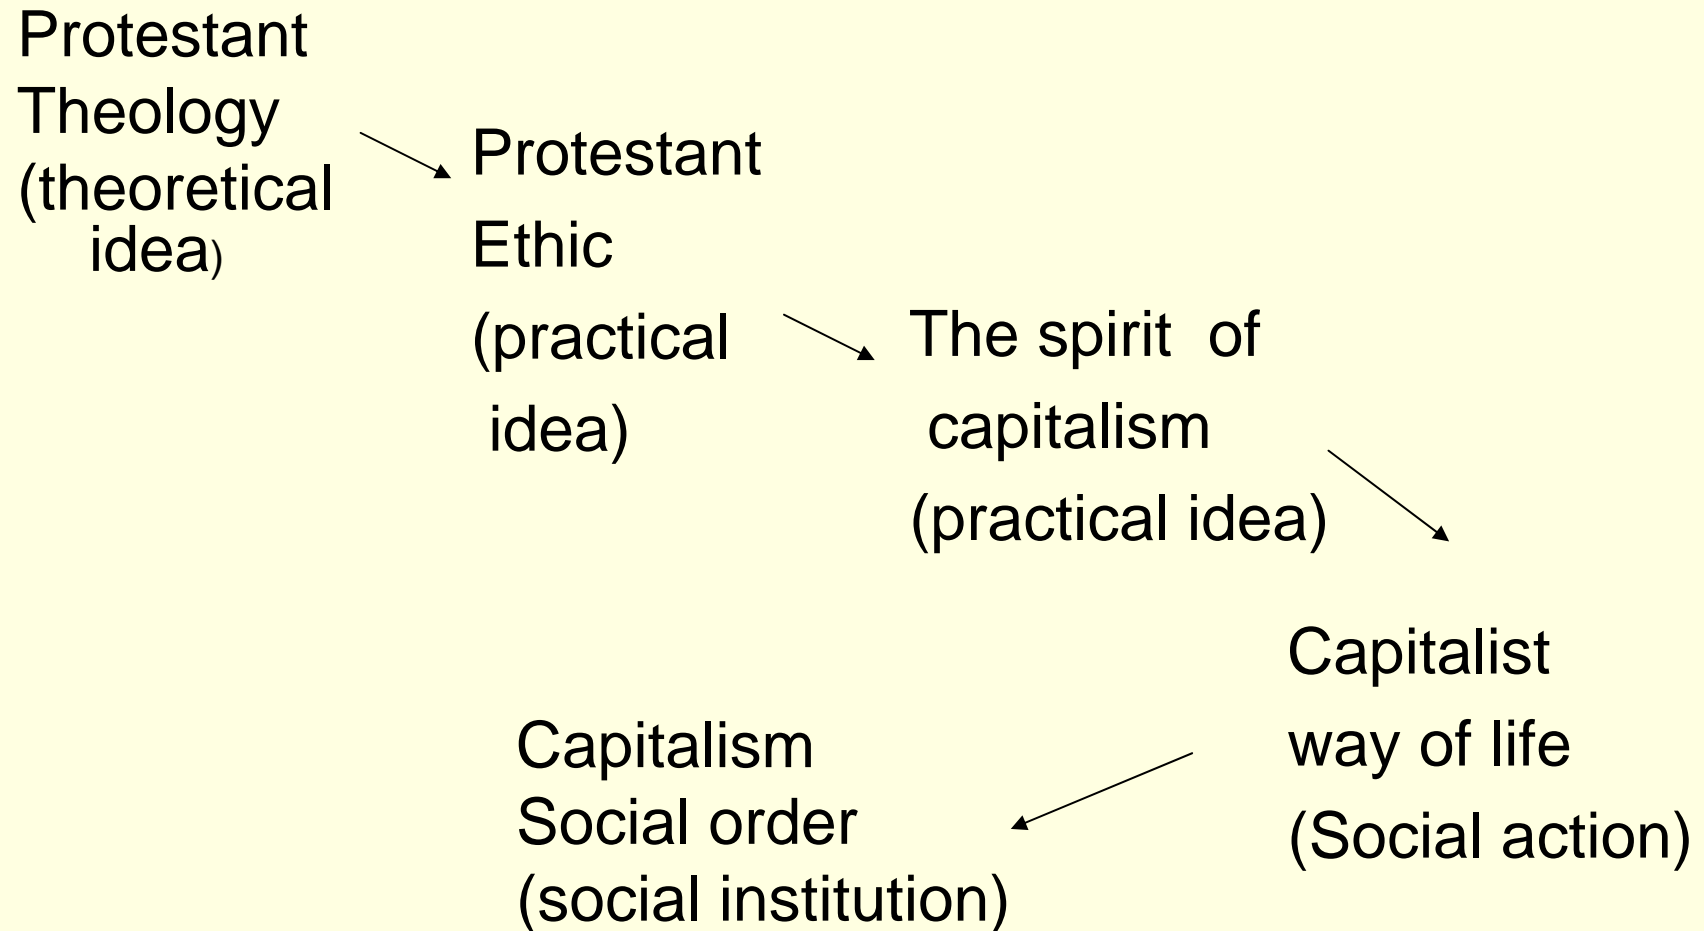 Protestant
Theology
(theoretical
idea)
Protestant
Ethic
(practical
idea)
The spirit of
capitalism
(practical idea)
Capitalist
way of life
(Social action)
Capitalism
Social order
(social institution)